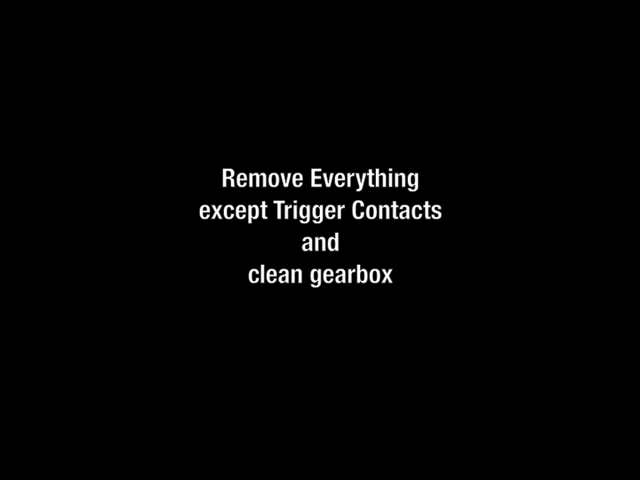 Remove Everything
except Trigger Contacts
and
clean gearbox